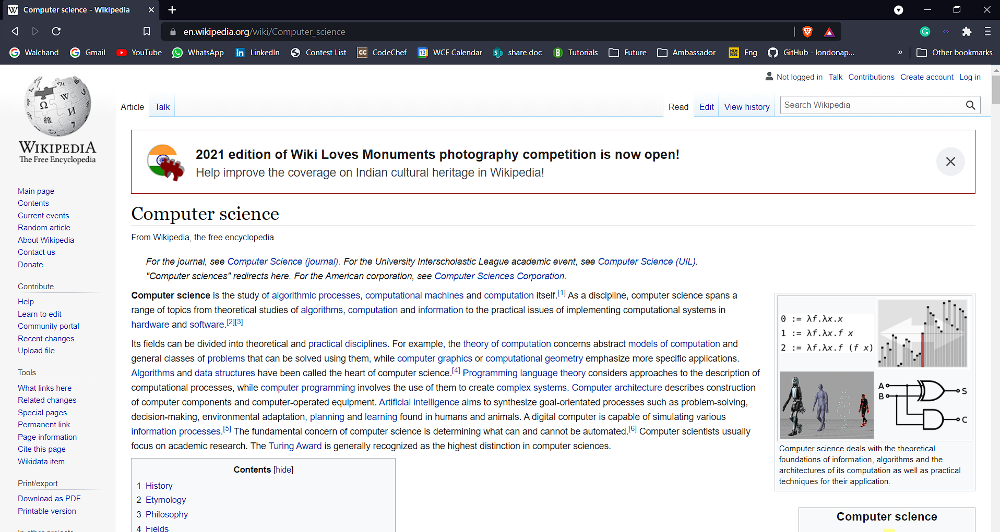 Computer science - Wikipedia
en.wikipedia.org/wiki/Computer_science
Walchand Gmail YouTube WhatsApp LinkedIn Contest List CodeChef WCE Calendar share doc Tutorials Future Ambassador Eng GitHub - londonap... » Other bookmarks
Not logged in Talk Contributions Create account Log in
Article Talk Read Edit View history Search Wikipedia
WIKIPEDIA
The Free Encyclopedia
Main page
Contents
Current events
Random article
About Wikipedia
Contact us
Donate
Contribute
Help
Learn to edit
Community portal
Recent changes
Upload file
Tools
What links here
Related changes
Special pages
Permanent link
Page information
Cite this page
Wikidata item
Print/export
Download as PDF
Printable version
In other projects
2021 edition of Wiki Loves Monuments photography competition is now open!
Help improve the coverage on Indian cultural heritage in Wikipedia!
Computer science
From Wikipedia, the free encyclopedia
For the journal, see Computer Science (journal). For the University Interscholastic League academic event, see Computer Science (UIL).
"Computer sciences" redirects here. For the American corporation, see Computer Sciences Corporation.
Computer science is the study of algorithmic processes, computational machines and computation itself.[1] As a discipline, computer science spans a
range of topics from theoretical studies of algorithms, computation and information to the practical issues of implementing computational systems in
hardware and software.[2][3]
Its fields can be divided into theoretical and practical disciplines. For example, the theory of computation concerns abstract models of computation and
general classes of problems that can be solved using them, while computer graphics or computational geometry emphasize more specific applications.
Algorithms and data structures have been called the heart of computer science.[4] Programming language theory considers approaches to the description of
computational processes, while computer programming involves the use of them to create complex systems. Computer architecture describes construction
of computer components and computer-operated equipment. Artificial intelligence aims to synthesize goal-orientated processes such as problem-solving,
decision-making, environmental adaptation, planning and learning found in humans and animals. A digital computer is capable of simulating various
information processes.[5] The fundamental concern of computer science is determining what can and cannot be automated.[6] Computer scientists usually
focus on academic research. The Turing Award is generally recognized as the highest distinction in computer sciences.
Contents [hide]
1 History
2 Etymology
3 Philosophy
4 Fields
0 := λf.λx.x
1 := λf.λx.f x
2 := λf.λx.f (f x)
A
B
S
C
Computer science deals with the theoretical
foundations of information, algorithms and the
architectures of its computation as well as practical
techniques for their application.
Computer science